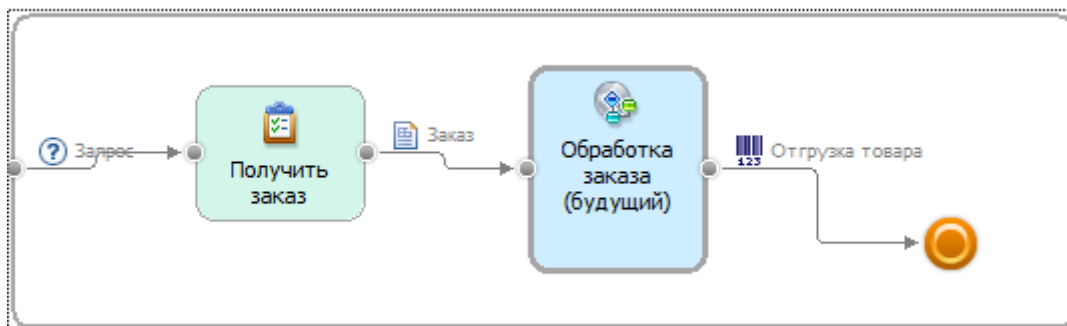 Запрос
Получить
заказ
Заказ
Обработка
заказа
(будущий)
123
Отгрузка товара